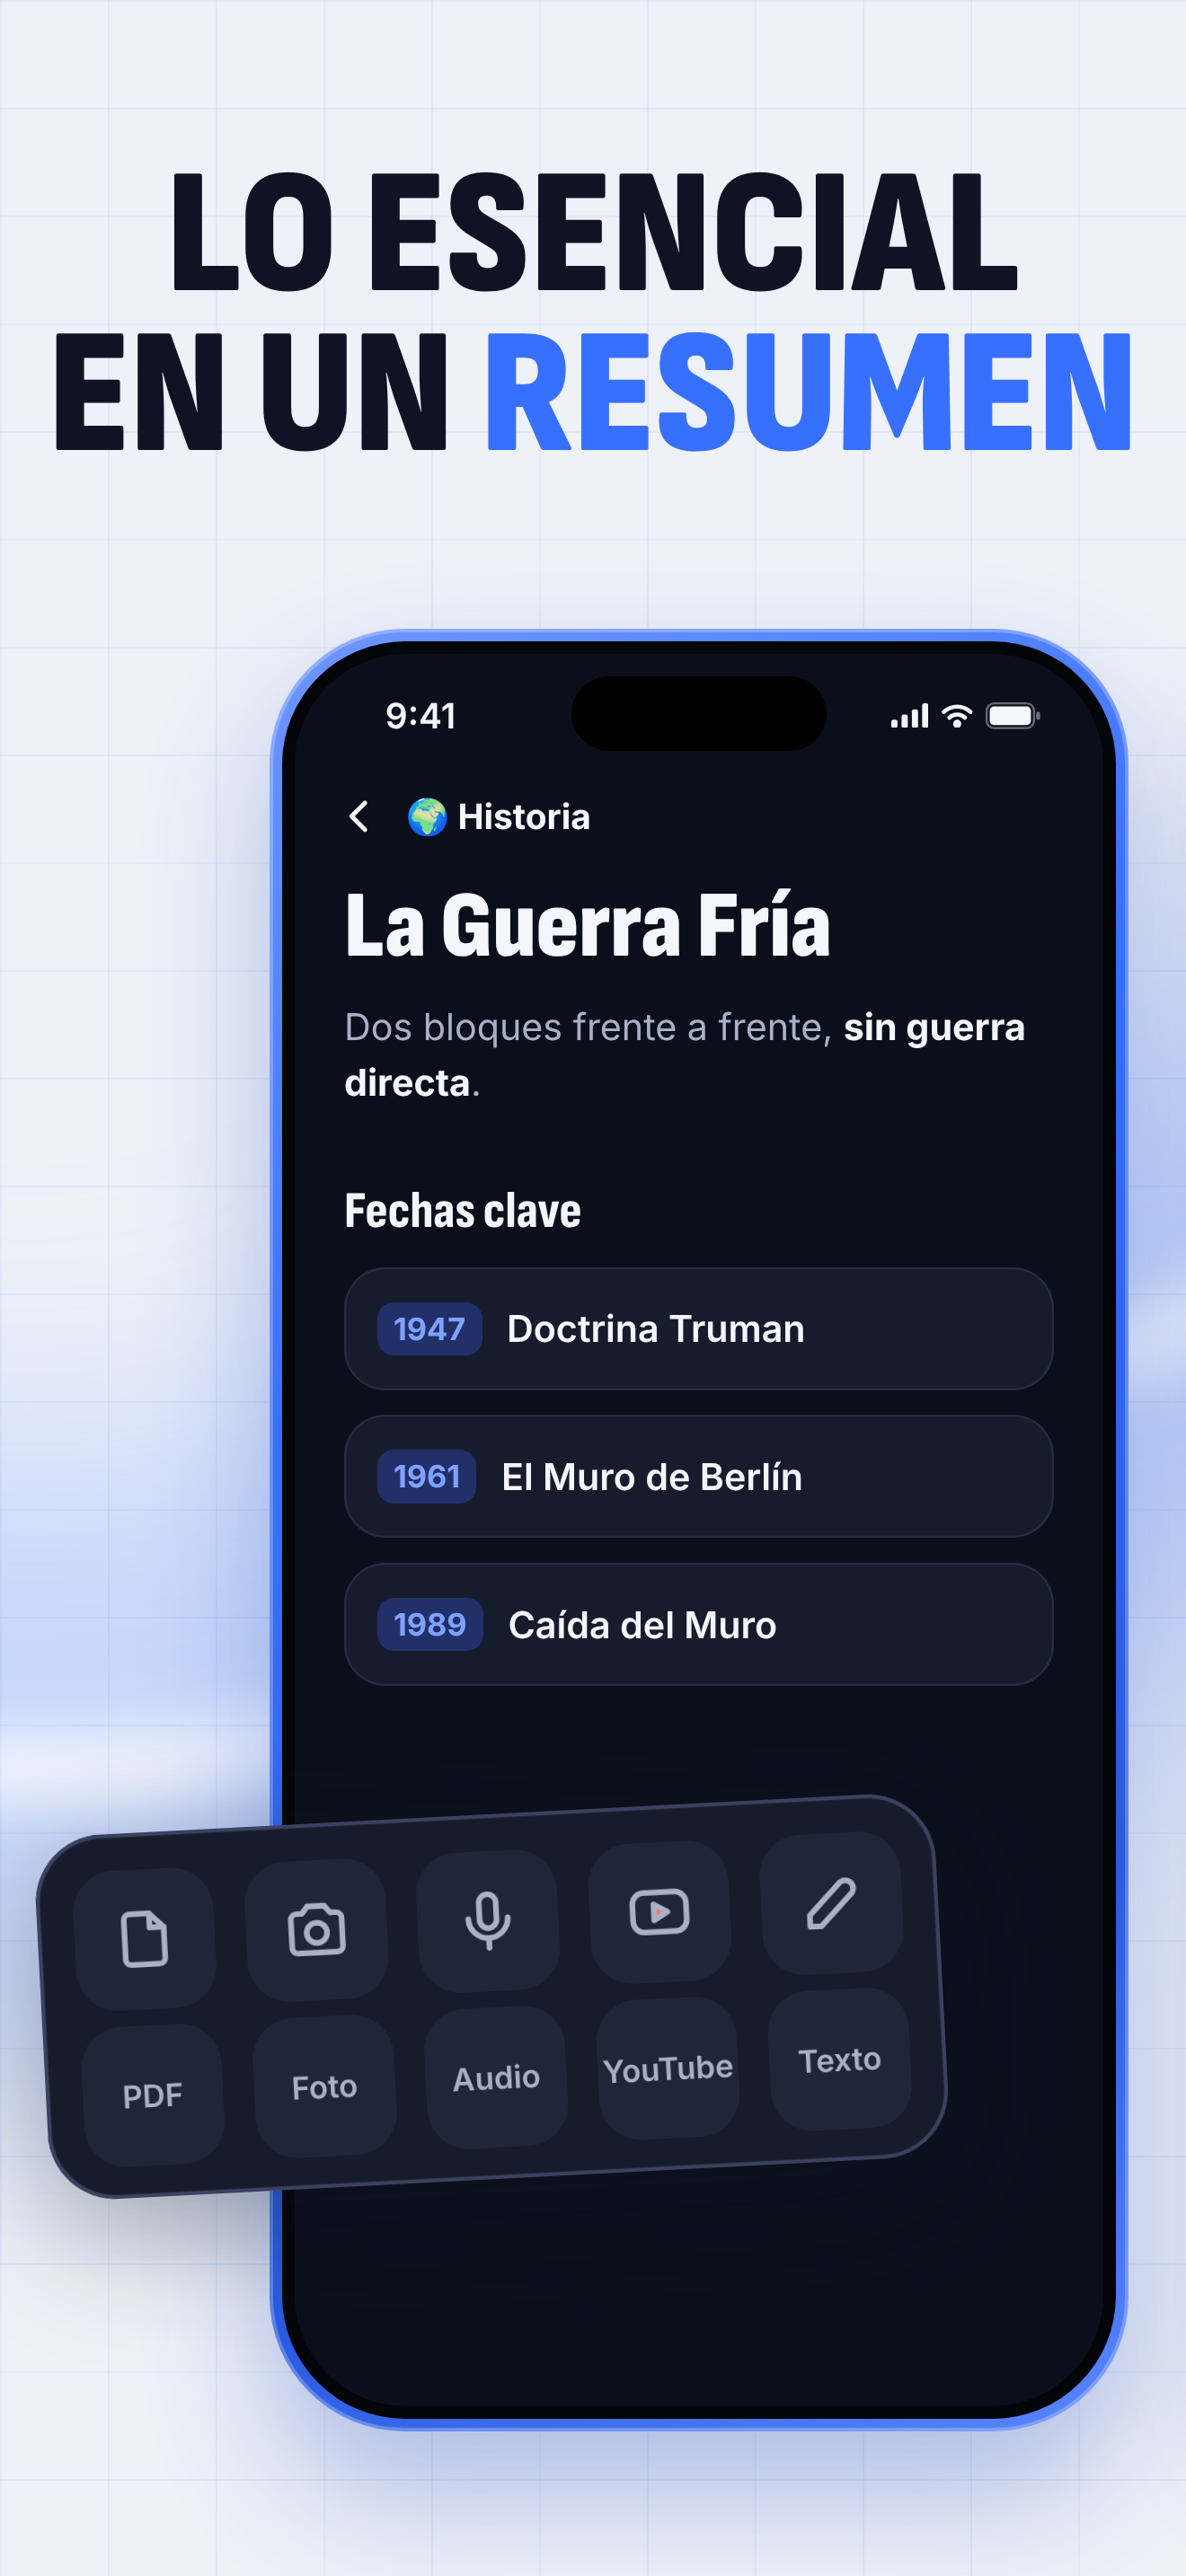 LO ESENCIAL
EN UN RESUMEN
9:41
Historia
La Guerra Fría
Dos bloques frente a frente, sin guerra
directa.
Fechas clave
1947 Doctrina Truman
1961 El Muro de Berlín
1989 Caída del Muro
PDF Foto Audio YouTube Texto